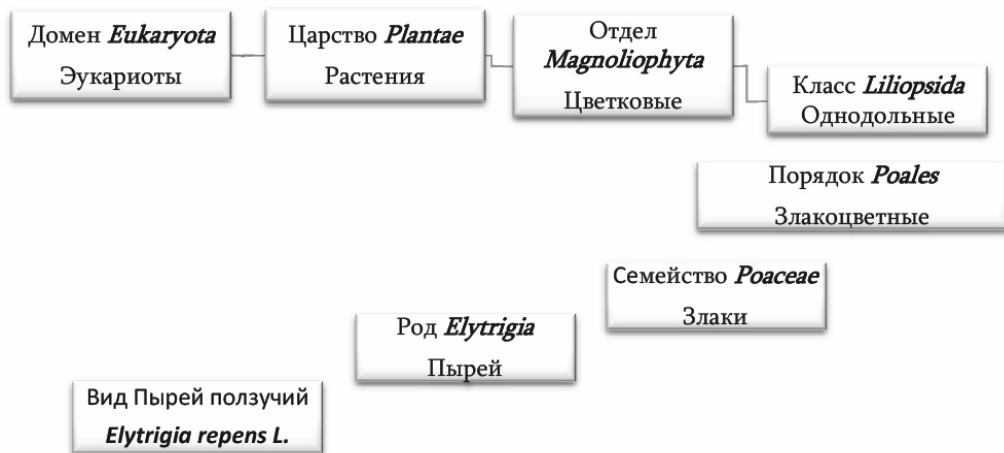 Домен Eukaryota
Эукариоты
Царство Plantae
Растения
Отдел
Magnoliophyta
Цветковые
Класс Liliopsida
Однодольные
Порядок Poales
Злакоцветные
Семейство Poaceae
Злаки
Род Elytrigia
Пырей
Вид Пырей ползучий
Elytrigia repens L.